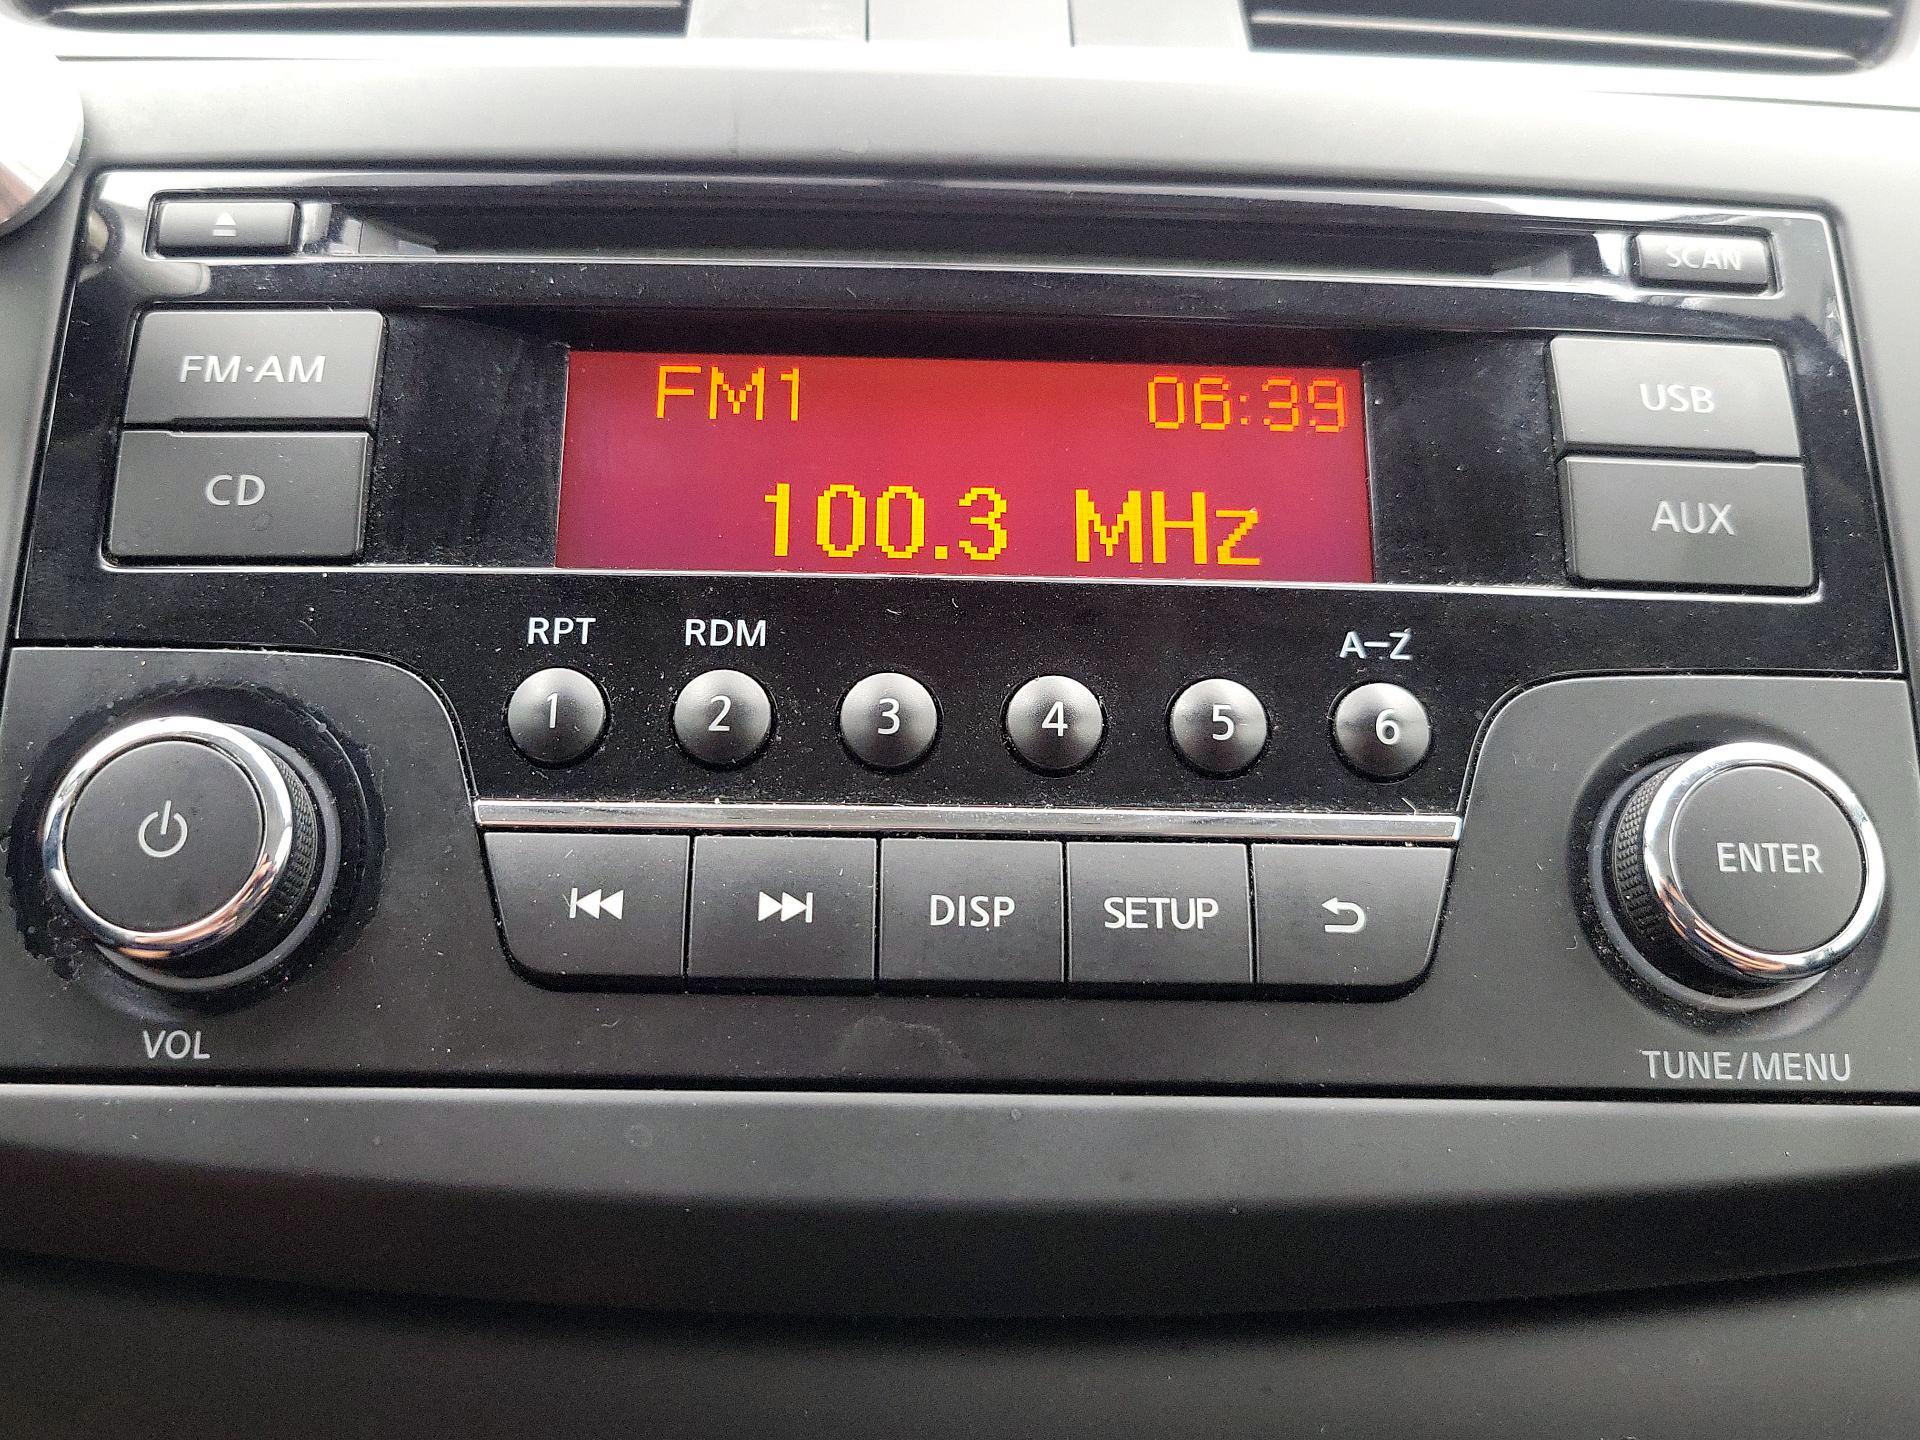 SCAN
FM·AM
FM1 06:39
USB
CD
100.3 MHz
AUX
RPT RDM A-Z
1 2 3 4 5 6
ENTER
DISP SETUP
VOL
TUNE/MENU